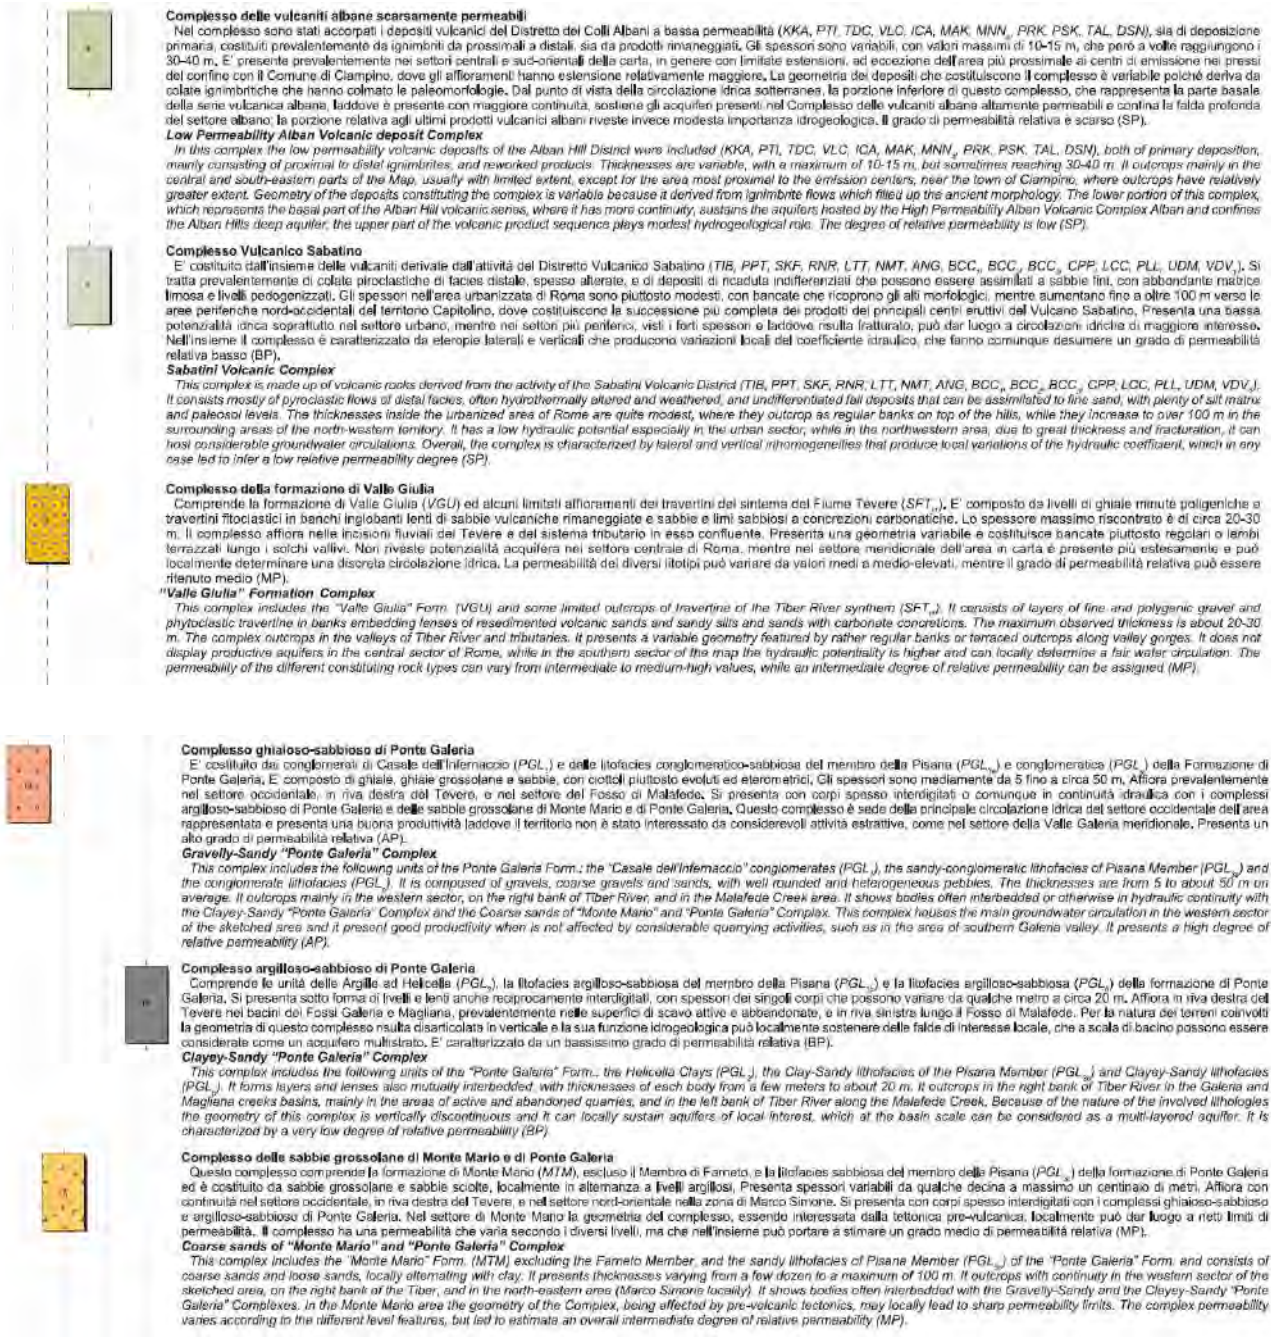 Complesso delle vulcaniti albane scarsamente permeabili
Nel complesso sono stati accorpati i depositi vulcanici del Distretto dei Colli Albani a bassa permeabilità (KKA, PTI, TDC, VLC, ICA, MAK, MNN, PRK, PSK, TAL, DSN), sia di deposizione
primaria, costituiti prevalentemente da ignimbriti da prossimali a distali, sia da prodotti rimaneggiati. Gli spessori sono variabili, con valori massimi di 10-15 m, che però a volte raggiungono i
30-40 m. E' presente prevalentemente nei settori centrali e sud-orientali della carta, in genere con limitate estensioni, ad eccezione dell'area più prossimale ai centri di emissione nei pressi
del confine con il Comune di Ciampino, dove gli affioramenti hanno estensione relativamente maggiore. La geometria dei depositi che costituiscono il complesso è variabile poiché deriva da
colate ignimbritiche che hanno colmato le paleomorfologie. Dal punto di vista della circolazione idrica sotterranea, la porzione inferiore di questo complesso, che rappresenta la parte basale
della serie vulcanica albana, laddove è presente con maggiore continuità, sostiene gli acquiferi presenti nel Complesso delle vulcaniti albane altamente permeabili e confina la falda profonda
del settore albano; la porzione relativa agli ultimi prodotti vulcanici albani riveste invece modesta importanza idrogeologica. Il grado di permeabilità relativa è scarso (SP).
Low Permeability Alban Volcanic deposit Complex
In this complex the low permeability volcanic deposits of the Alban Hill District were included (KKA, PTI, TDC, VLC, ICA, MAK, MNN, PRK, PSK, TAL, DSN), both of primary deposition,
mainly consisting of proximal to distal ignimbrites, and reworked products. Thicknesses are variable, with a maximum of 10-15 m, but sometimes reaching 30-40 m. It outcrops mainly in the
central and south-eastern parts of the Map, usually with limited extent, except for the area most proximal to the emission centers, near the town of Ciampino, where outcrops have relatively
greater extent. Geometry of the deposits constituting the complex is variable because it derived from ignimbrite flows which filled up the ancient morphology. The lower portion of this complex,
which represents the basal part of the Alban Hill volcanic series, where it has more continuity, sustains the aquifers hosted by the High Permeability Alban Volcanic Complex Alban and confines
the Alban Hills deep aquifer, the upper part of the volcanic product sequence plays modest hydrogeological role. The degree of relative permeability is low (SP).
Complesso Vulcanico Sabatino
E' costituito dall'insieme delle vulcaniti derivate dall'attività del Distretto Vulcanico Sabatino (TIB, PPT, SKF, RNR, LTT, NMT, ANG, BCC, BCC, BCC, CPP, LCC, PLL, UDM, VDV). Si
tratta prevalentemente di colate piroclastiche di facies distale, spesso alterate, e di depositi di ricaduta indifferenziati che possono essere assimilati a sabbie fini, con abbondante matrice
limosa e livelli pedogenizzati. Gli spessori nell'area urbanizzata di Roma sono piuttosto modesti, con bancate che ricoprono gli alti morfologici, mentre aumentano fino a oltre 100 m verso le
aree periferiche nord-occidentali del territorio Capitolino, dove costituiscono la successione più completa dei prodotti dei principali centri eruttivi del Vulcano Sabatino. Presenta una bassa
potenzialità idrica soprattutto nel settore urbano, mentre nei settori più periferici, visti i forti spessori e laddove risulta fratturato, può dar luogo a circolazioni idriche di maggiore interesse.
Nell'insieme il complesso è caratterizzato da eteropie laterali e verticali che producono variazioni locali del coefficiente idraulico, che fanno comunque desumere un grado di permeabilità
relativa basso (BP).
Sabatini Volcanic Complex
This complex is made up of volcanic rocks derived from the activity of the Sabatini Volcanic District (TIB, PPT, SKF, RNR, LTT, NMT, ANG, BCC, BCC, BCC, CPP, LCC, PLL, UDM, VDV).
It consists mostly of pyroclastic flows of distal facies, often hydrothermally altered and weathered, and undifferentiated fall deposits that can be assimilated to fine sand, with plenty of silt matrix
and paleosol levels. The thicknesses inside the urbanized area of Rome are quite modest, where they outcrop as regular banks on top of the hills, while they increase to over 100 m in the
surrounding areas of the north-western territory. It has a low hydraulic potential especially in the urban sector, while in the northwestern area, due to great thickness and fracturation, it can
host considerable groundwater circulations. Overall, the complex is characterized by lateral and vertical inhomogeneities that produce local variations of the hydraulic coefficient, which in any
case led to infer a low relative permeability degree (SP).
Complesso della formazione di Valle Giulia
Comprende la formazione di Valle Giulia (VGU) ed alcuni limitati affioramenti dei travertini del sintema del Fiume Tevere (SFT). E' composto da livelli di ghiaie minute poligeniche e
travertini fitoclastici in banchi inglobanti lenti di sabbie vulcaniche rimaneggiate e sabbie e limi sabbiosi a concrezioni carbonatiche. Lo spessore massimo riscontrato è di circa 20-30
m. Il complesso affiora nelle incisioni fluviali del Tevere e del sistema tributario in esso confluente. Presenta una geometria variabile e costituisce bancate piuttosto regolari o lembi
terrazzati lungo i solchi vallivi. Non riveste potenzialità acquifera nel settore centrale di Roma, mentre nel settore meridionale dell'area in carta è presente più estesamente e può
localmente determinare una discreta circolazione idrica. La permeabilità dei diversi litotipi può variare da valori medi a medio-elevati, mentre il grado di permeabilità relativa può essere
ritenuto medio (MP).
"Valle Giulia" Formation Complex
This complex includes the "Valle Giulia" Form. (VGU) and some limited outcrops of travertine of the Tiber River synthem (SFT). It consists of layers of fine and polygenic gravel and
phytoclastic travertine in banks embedding lenses of resedimented volcanic sands and sandy silts and sands with carbonate concretions. The maximum observed thickness is about 20-30
m. The complex outcrops in the valleys of Tiber River and tributaries. It presents a variable geometry featured by rather regular banks or terraced outcrops along valley gorges. It does not
display productive aquifers in the central sector of Rome, while in the southern sector of the map the hydraulic potentiality is higher and can locally determine a fair water circulation. The
permeability of the different constituting rock types can vary from intermediate to medium-high values, while an intermediate degree of relative permeability can be assigned (MP).
Complesso ghiaioso-sabbioso di Ponte Galeria
E' costituito dai conglomerati di Casale dell'Infernaccio (PGL) e dalle litofacies conglomeratico-sabbiosa del membro della Pisana (PGL) e conglomeratica (PGL) della Formazione di
Ponte Galeria. E' composto di ghiaie, ghiaie grossolane e sabbie, con ciottoli piuttosto evoluti ed eterometrici. Gli spessori sono mediamente da 5 fino a circa 50 m. Affiora prevalentemente
nel settore occidentale, in riva destra del Tevere, e nel settore del Fosso di Malafede. Si presenta con corpi spesso interdigitati o comunque in continuità idraulica con i complessi
argilloso-sabbioso di Ponte Galeria e delle sabbie grossolane di Monte Mario e di Ponte Galeria. Questo complesso è sede della principale circolazione idrica del settore occidentale dell'area
rappresentata e presenta una buona produttività laddove il territorio non è stato interessato da considerevoli attività estrattive, come nel settore della Valle Galeria meridionale. Presenta un
alto grado di permeabilità relativa (AP).
Gravelly-Sandy "Ponte Galeria" Complex
This complex includes the following units of the Ponte Galeria Form.: the "Casale dell'Infernaccio" conglomerates (PGL), the sandy-conglomeratic lithofacies of Pisana Member (PGL) and
the conglomerate lithofacies (PGL). It is composed of gravels, coarse gravels and sands, with well rounded and heterogeneous pebbles. The thicknesses are from 5 to about 50 m on
average. It outcrops mainly in the western sector, on the right bank of Tiber River, and in the Malafede Creek area. It shows bodies often interbedded or otherwise in hydraulic continuity with
the Clayey-Sandy "Ponte Galeria" Complex and the Coarse sands of "Monte Mario" and "Ponte Galeria" Complex. This complex houses the main groundwater circulation in the western sector
of the sketched area and it present good productivity when is not affected by considerable querrying activities, such as in the area of southern Galeria valley. It presents a high degree of
relative permeability (AP).
Complesso argilloso-sabbioso di Ponte Galeria
Comprende le unità delle Argille ad Helicella (PGL), la litofacies argilloso-sabbiosa del membro della Pisana (PGL) e la litofacies argilloso-sabbiosa (PGL) della formazione di Ponte
Galeria. Si presenta sotto forma di livelli e lenti anche reciprocamente interdigitati, con spessori dei singoli corpi che possono variare da qualche metro a circa 20 m. Affiora in riva destra del
Tevere nei bacini dei Fossi Galeria e Magliana, prevalentemente nelle superfici di scavo attive e abbandonate, e in riva sinistra lungo il Fosso di Malafede. Per la natura dei terreni coinvolti
la geometria di questo complesso risulta disarticolata in verticale e la sua funzione idrogeologica può localmente sostenere delle falde di interesse locale, che a scala di bacino possono essere
considerate come un acquifero multistrato. E' caratterizzato da un bassissimo grado di permeabilità relativa (BP).
Clayey-Sandy "Ponte Galeria" Complex
This complex includes the following units of the "Ponte Galeria" Form.: the Helicella Clays (PGL), the Clay-Sandy lithofacies of the Pisana Member (PGL) and Clayey-Sandy lithofacies
(PGL). It forms layers and lenses also mutually interbedded, with thicknesses of each body from a few meters to about 20 m. It outcrops in the right bank of Tiber River in the Galeria and
Magliana creeks basins, mainly in the areas of active and abandoned quarries, and in the left bank of Tiber River along the Malafede Creek. Because of the nature of the involved lithologies
the geometry of this complex is vertically discontinuous and it can locally sustain aquifers of local interest, which at the basin scale can be considered as a multi-layered aquifer. It is
characterized by a very low degree of relative permeability (BP).
Complesso delle sabbie grossolane di Monte Mario e di Ponte Galeria
Questo complesso comprende la formazione di Monte Mario (MTM), escluso il Membro di Farneto, e la litofacies sabbiosa del membro della Pisana (PGL) della formazione di Ponte Galeria
ed è costituito da sabbie grossolane e sabbie sciolte, localmente in alternanza a livelli argillosi. Presenta spessori variabili da qualche decina a massimo un centinaio di metri. Affiora con
continuità nel settore occidentale, in riva destra del Tevere, e nel settore nord-orientale nella zona di Marco Simone. Si presenta con corpi spesso interdigitati con i complessi ghiaioso-sabbioso
e argilloso-sabbioso di Ponte Galeria. Nel settore di Monte Mario la geometria del complesso, essendo interessata dalla tettonica pre-vulcanica, localmente può dar luogo a netti limiti di
permeabilità. Il complesso ha una permeabilità che varia secondo i diversi livelli, ma che nell'insieme può portare a stimare un grado medio di permeabilità relativa (MP).
Coarse sands of "Monte Mario" and "Ponte Galeria" Complex
This complex includes the "Monte Mario" Form. (MTM) excluding the Farneto Member, and the sandy lithofacies of Pisana Member (PGL) of the "Ponte Galeria" Form. and consists of
coarse sands and loose sands, locally alternating with clay. It presents thicknesses varying from a few dozen to a maximum of 100 m. It outcrops with continuity in the western sector of the
sketched area, on the right bank of the Tiber, and in the north-eastern area (Marco Simone locality). It shows bodies often interbedded with the Gravelly-Sandy and the Clayey-Sandy "Ponte
Galeria" Complexes. In the Monte Mario area the geometry of the Complex, being affected by pre-volcanic tectonics, may locally lead to sharp permeability limits. The complex permeability
varies according to the different level features, but led to estimate an overall intermediate degree of relative permeability (MP).